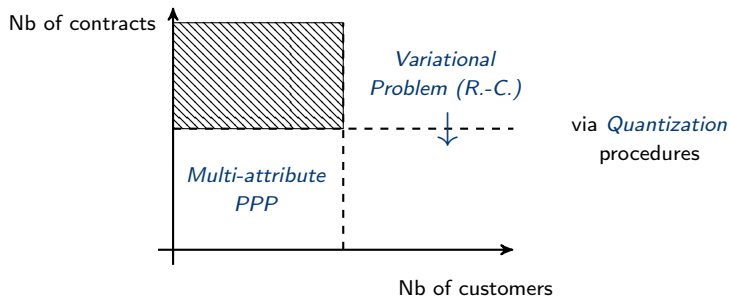 Nb of contracts
Variational
Problem (R.-C.)
via Quantization
procedures
Multi-attribute
PPP
Nb of customers